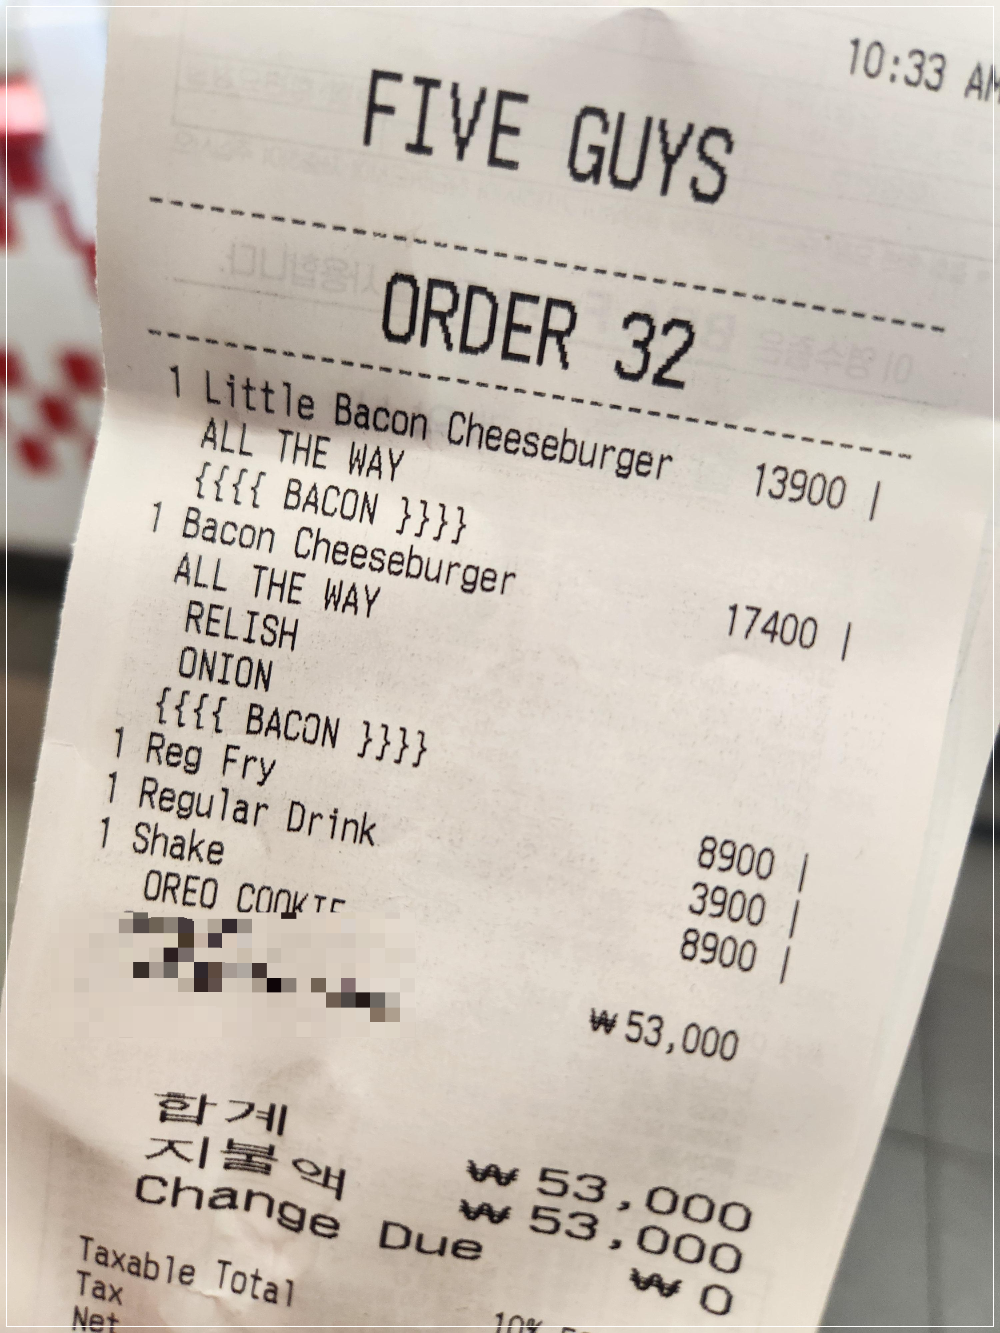 10:33 AM
FIVE GUYS
ORDER 32
1 Little Bacon Cheeseburger 13900 |
ALL THE WAY
{{{{ BACON }}}}
1 Bacon Cheeseburger 17400 |
ALL THE WAY
RELISH
ONION
{{{{ BACON }}}}
1 Reg Fry 8900 |
1 Regular Drink 3900 |
1 Shake 8900 |
OREO COOKIE
₩53,000
합계 ₩53,000
지불액 ₩53,000
Change Due ₩0
Taxable Total
Tax 10%
Net